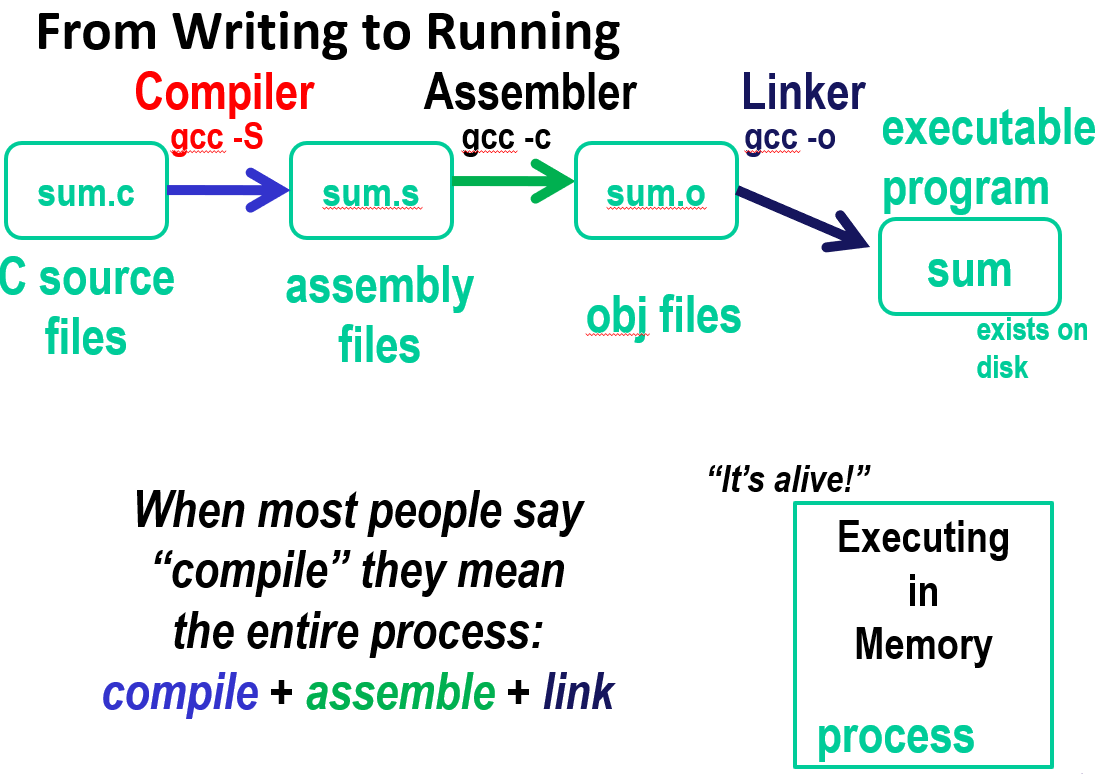 From Writing to Running
Compiler
gcc -S
Assembler
gcc -c
Linker
gcc -o
executable
program
sum.c
sum.s
sum.o
sum
C source
files
assembly
files
obj files
exists on
disk
When most people say
“compile” they mean
the entire process:
compile + assemble + link
“It’s alive!”
Executing
in
Memory
process